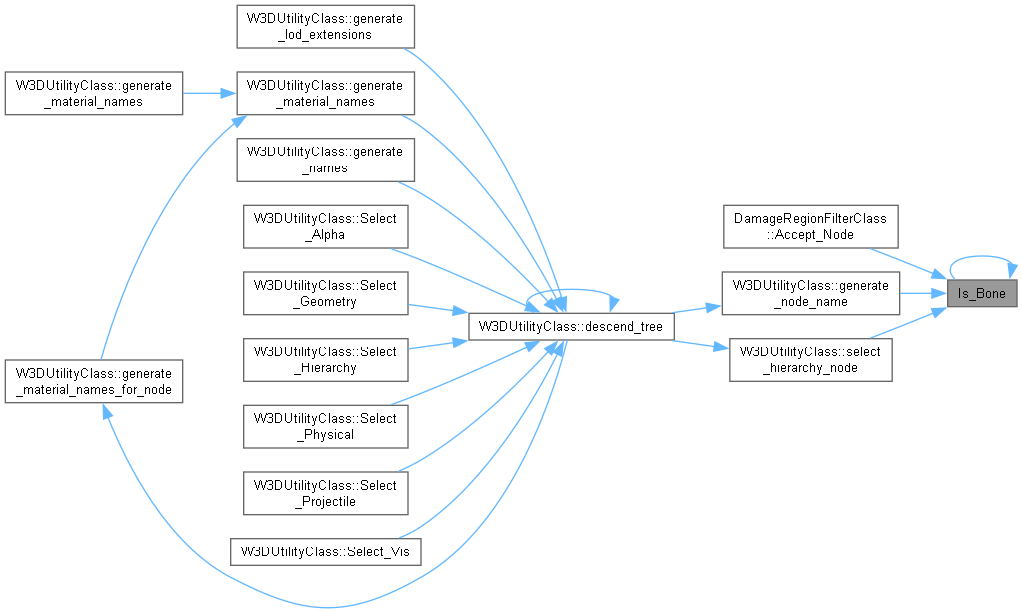 W3DUtilityClass::generate
_lod_extensions
W3DUtilityClass::generate
_material_names
W3DUtilityClass::generate
_material_names
W3DUtilityClass::generate
_names
W3DUtilityClass::Select
_Alpha
DamageRegionFilterClass
::Accept_Node
W3DUtilityClass::Select
_Geometry
W3DUtilityClass::generate
_node_name
Is_Bone
W3DUtilityClass::descend_tree
W3DUtilityClass::Select
_Hierarchy
W3DUtilityClass::select
_hierarchy_node
W3DUtilityClass::generate
_material_names_for_node
W3DUtilityClass::Select
_Physical
W3DUtilityClass::Select
_Projectile
W3DUtilityClass::Select_Vis